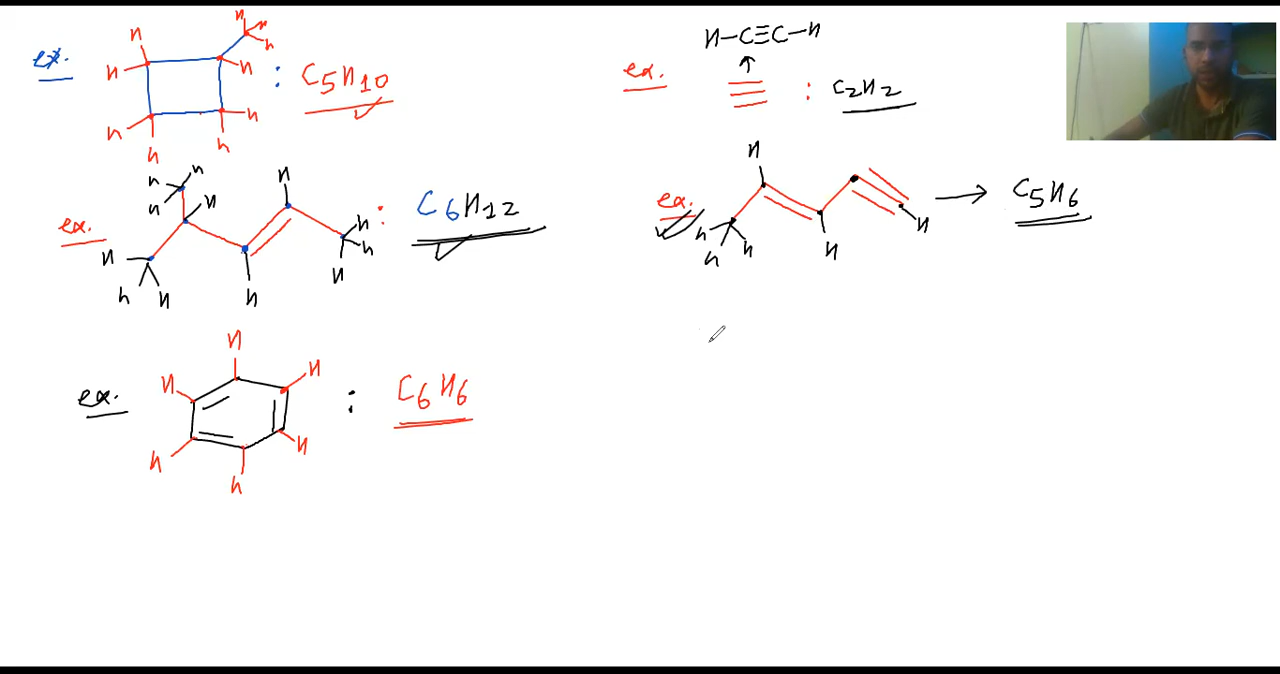 H H H
H
ex. H H : C5H10
H H
H H
H H H
H H
ex. H H : C6H12
H H
H H H
H
H H
ex. : C6H6
H H
H
H-C≡C-H
ex. : C2H2
H
ex. → C5H6
H H H
H H